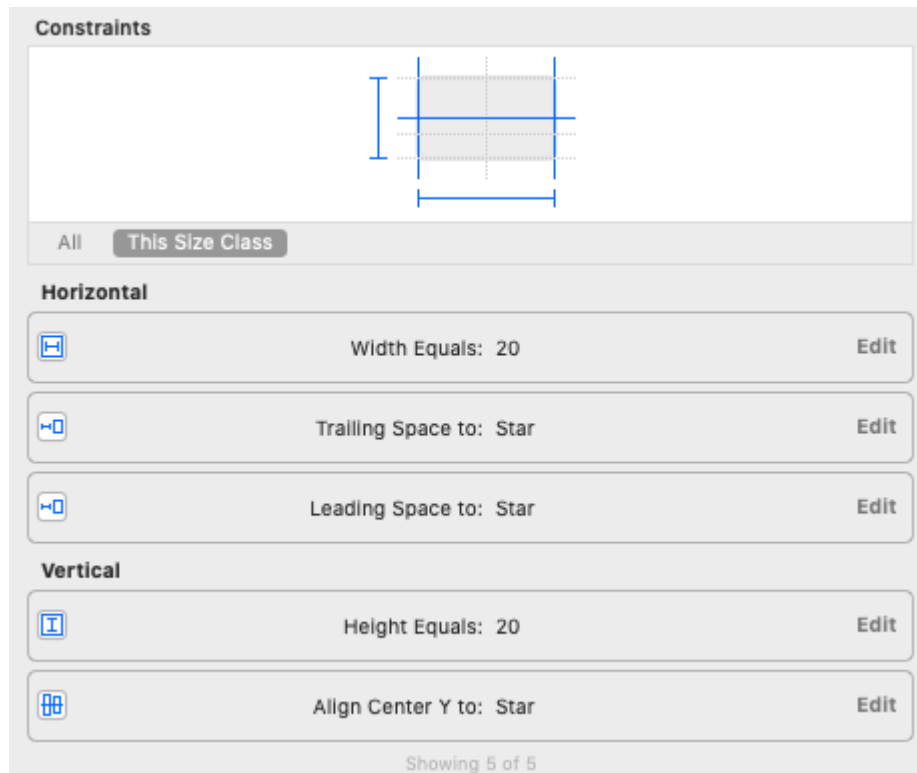 Constraints
All This Size Class
Horizontal
Width Equals: 20 Edit
Trailing Space to: Star Edit
Leading Space to: Star Edit
Vertical
Height Equals: 20 Edit
Align Center Y to: Star Edit
Showing 5 of 5